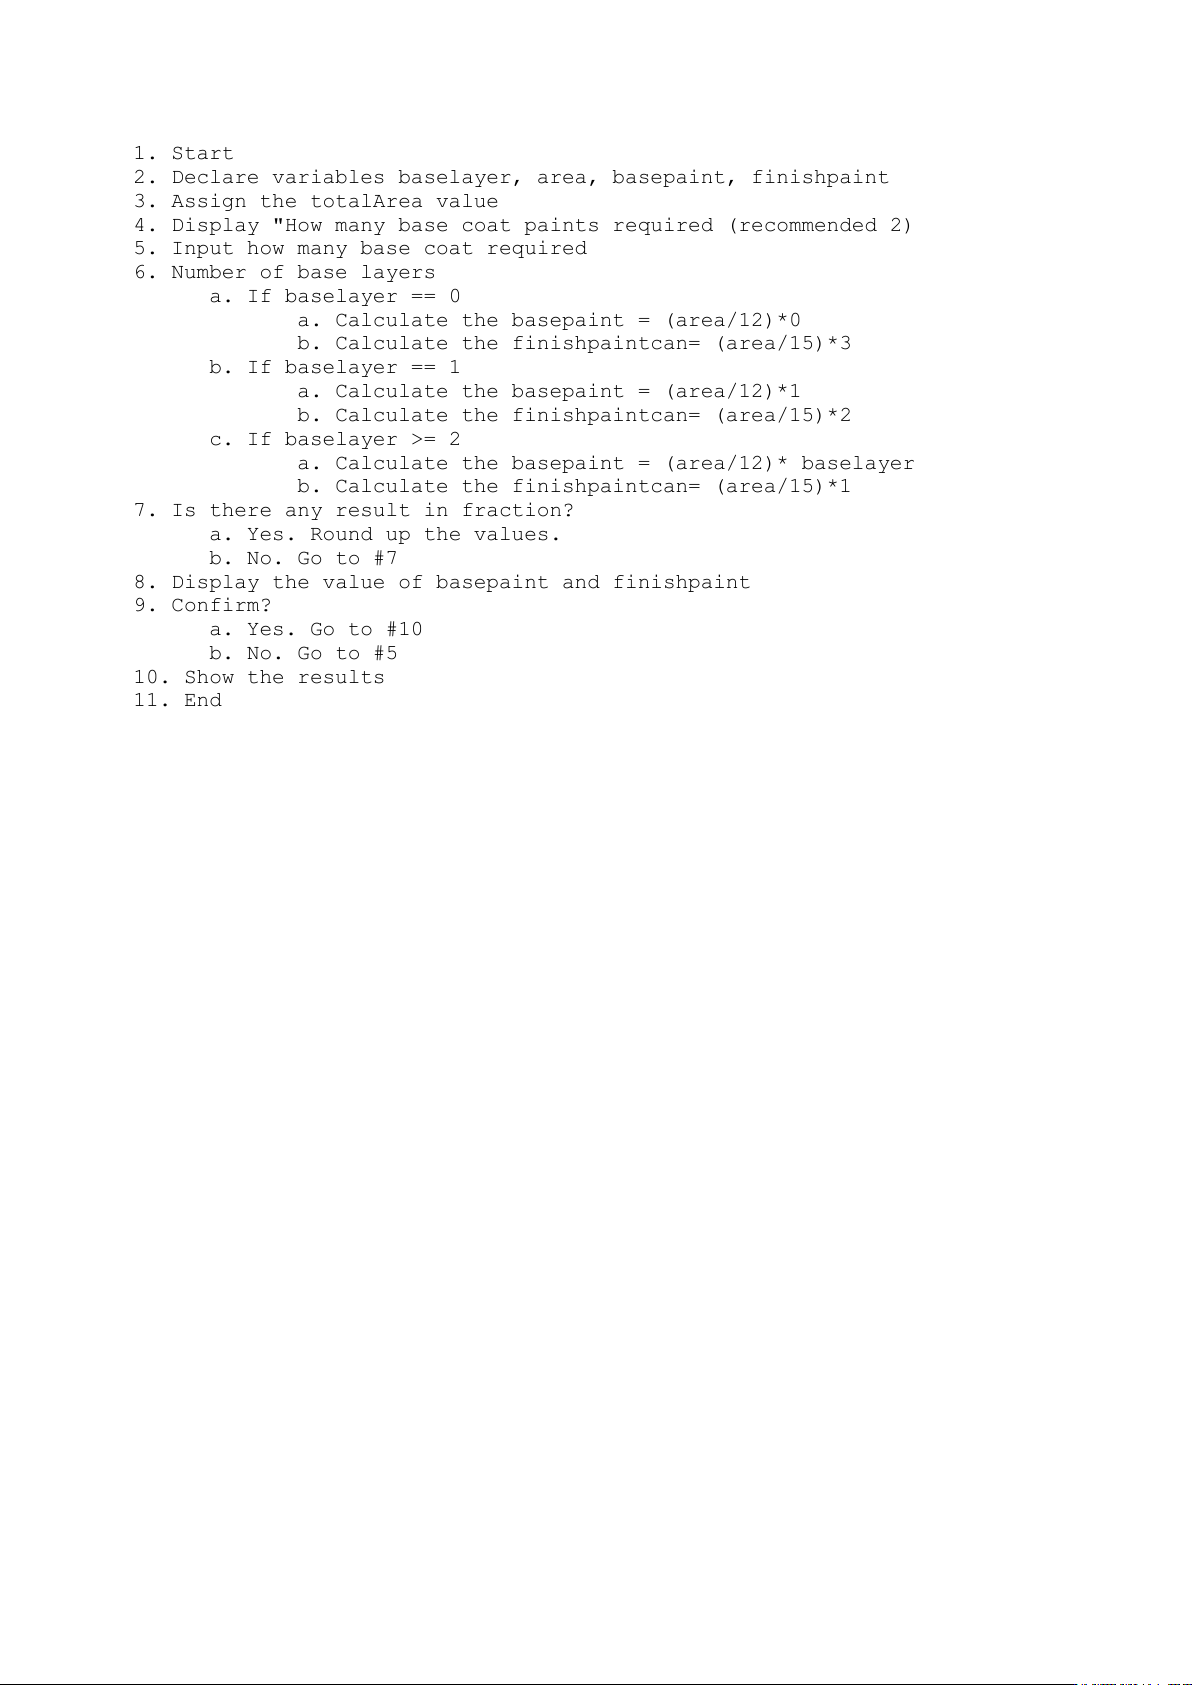 1. Start
2. Declare variables baselayer, area, basepaint, finishpaint
3. Assign the totalArea value
4. Display "How many base coat paints required (recommended 2)
5. Input how many base coat required
6. Number of base layers
a. If baselayer == 0
a. Calculate the basepaint = (area/12)*0
b. Calculate the finishpaintcan= (area/15)*3
b. If baselayer == 1
a. Calculate the basepaint = (area/12)*1
b. Calculate the finishpaintcan= (area/15)*2
c. If baselayer >= 2
a. Calculate the basepaint = (area/12)* baselayer
b. Calculate the finishpaintcan= (area/15)*1
7. Is there any result in fraction?
a. Yes. Round up the values.
b. No. Go to #7
8. Display the value of basepaint and finishpaint
9. Confirm?
a. Yes. Go to #10
b. No. Go to #5
10. Show the results
11. End